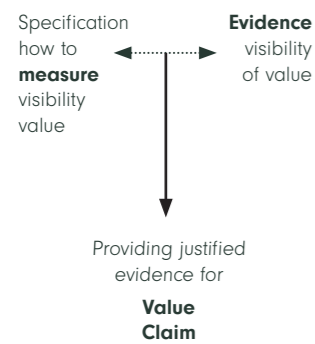 Specification
how to
measure
visibility
value
Evidence
visibility
of value
Providing justified
evidence for
Value
Claim